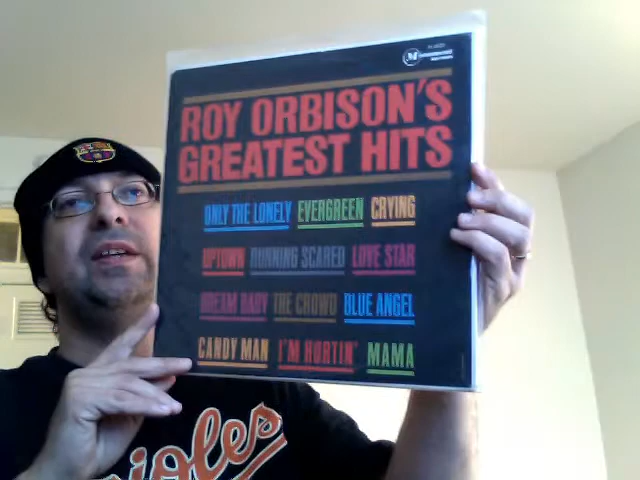 ROY ORBISON'S
GREATEST HITS
ONLY THE LONELY EVERGREEN CRYING
UPTOWN RUNNING SCARED LOVE STAR
DREAM BABY THE CROWD BLUE ANGEL
CANDY MAN I'M HURTIN' MAMA
Orioles